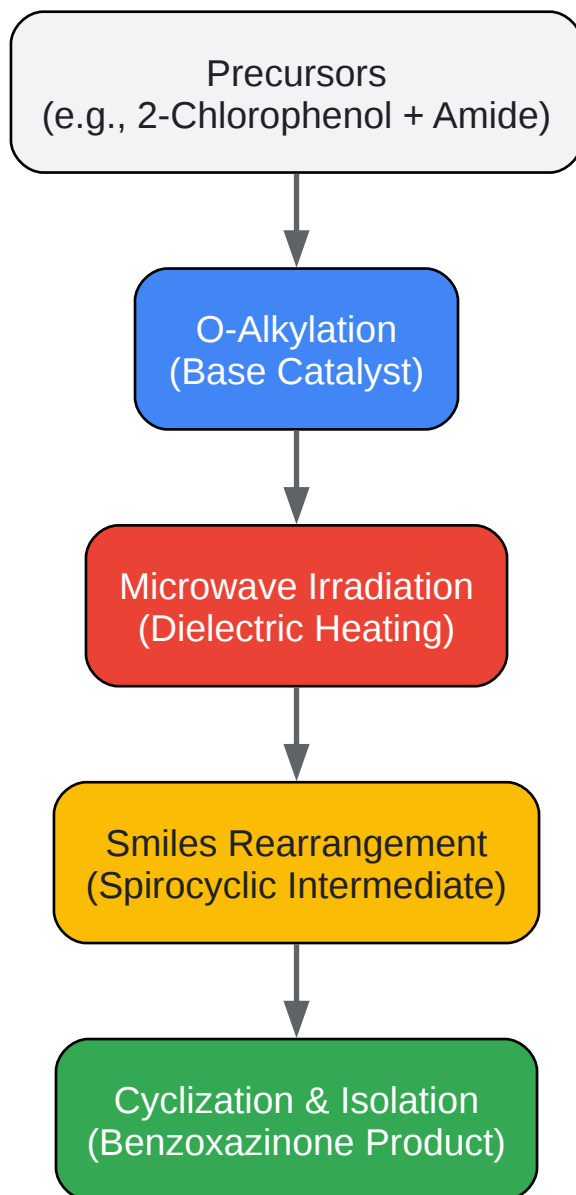 Precursors
(e.g., 2-Chlorophenol + Amide)
O-Alkylation
(Base Catalyst)
Microwave Irradiation
(Dielectric Heating)
Smiles Rearrangement
(Spirocyclic Intermediate)
Cyclization & Isolation
(Benzoxazinone Product)